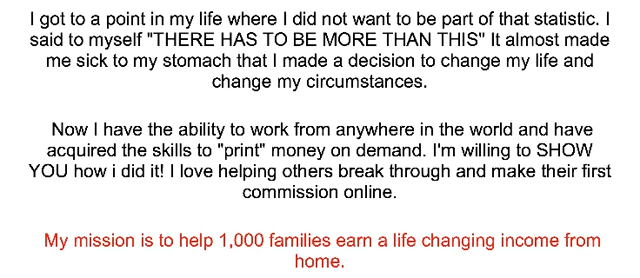 I got to a point in my life where I did not want to be part of that statistic. I
said to myself "THERE HAS TO BE MORE THAN THIS" It almost made
me sick to my stomach that I made a decision to change my life and
change my circumstances.
Now I have the ability to work from anywhere in the world and have
acquired the skills to "print" money on demand. I'm willing to SHOW
YOU how i did it! I love helping others break through and make their first
commission online.
My mission is to help 1,000 families earn a life changing income from
home.